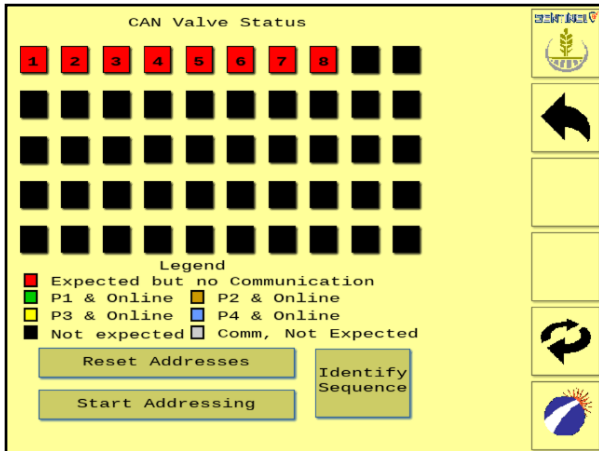 CAN Valve Status
1 2 3 4 5 6 7 8
Legend
Expected but no Communication
P1 & Online P2 & Online
P3 & Online P4 & Online
Not expected Comm, Not Expected
Reset Addresses
Identify
Sequence
Start Addressing